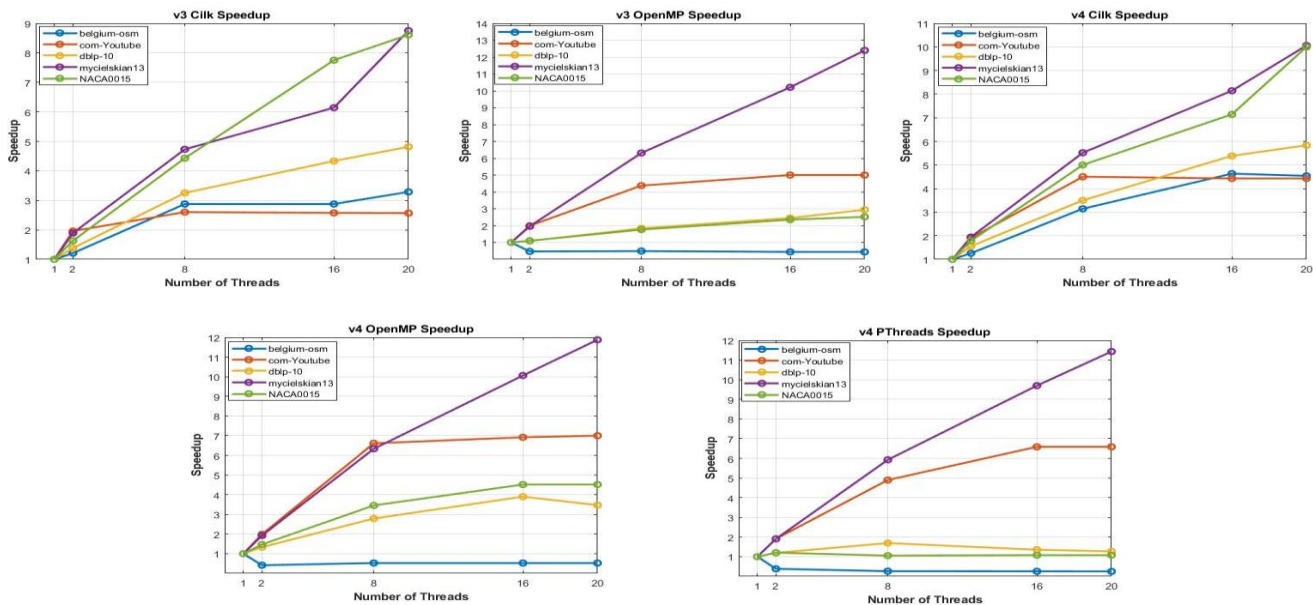 v3 Cilk Speedup
9
8
7
6
5
4
3
2
1
Speedup
belgium-osm
com-Youtube
dblp-10
mycielskian13
NACA0015
1 2 8 16 20
Number of Threads
v3 OpenMP Speedup
14
13
12
11
10
9
8
7
6
5
4
3
2
1
Speedup
belgium-osm
com-Youtube
dblp-10
mycielskian13
NACA0015
1 2 8 16 20
Number of Threads
v4 Cilk Speedup
11
10
9
8
7
6
5
4
3
2
1
Speedup
belgium-osm
com-Youtube
dblp-10
mycielskian13
NACA0015
1 2 8 16 20
Number of Threads
v4 OpenMP Speedup
12
11
10
9
8
7
6
5
4
3
2
1
Speedup
belgium-osm
com-Youtube
dblp-10
mycielskian13
NACA0015
1 2 8 16 20
Number of Threads
v4 PThreads Speedup
12
11
10
9
8
7
6
5
4
3
2
1
Speedup
belgium-osm
com-Youtube
dblp-10
mycielskian13
NACA0015
1 2 8 16 20
Number of Threads